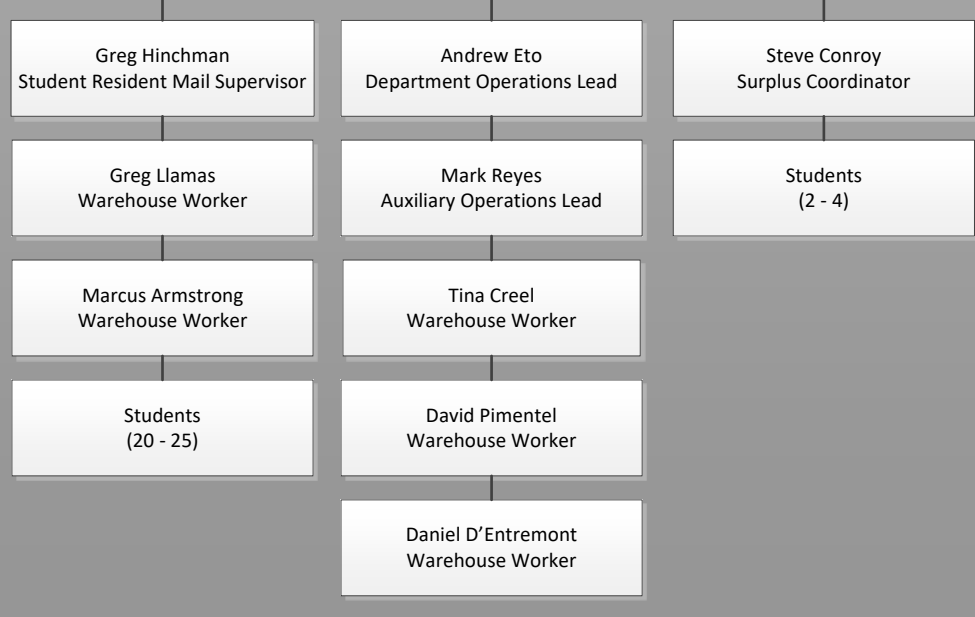 Greg Hinchman
Student Resident Mail Supervisor
Greg Llamas
Warehouse Worker
Marcus Armstrong
Warehouse Worker
Students
(20 - 25)
Andrew Eto
Department Operations Lead
Mark Reyes
Auxiliary Operations Lead
Tina Creel
Warehouse Worker
David Pimentel
Warehouse Worker
Daniel D’Entremont
Warehouse Worker
Steve Conroy
Surplus Coordinator
Students
(2 - 4)